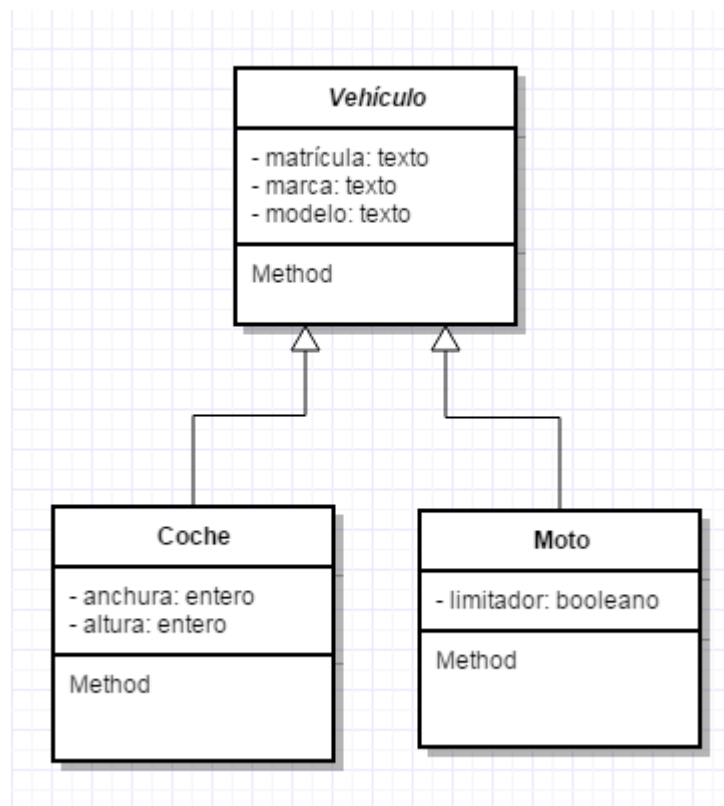 Vehículo
- matrícula: texto
- marca: texto
- modelo: texto
Method
Coche
- anchura: entero
- altura: entero
Method
Moto
- limitador: booleano
Method